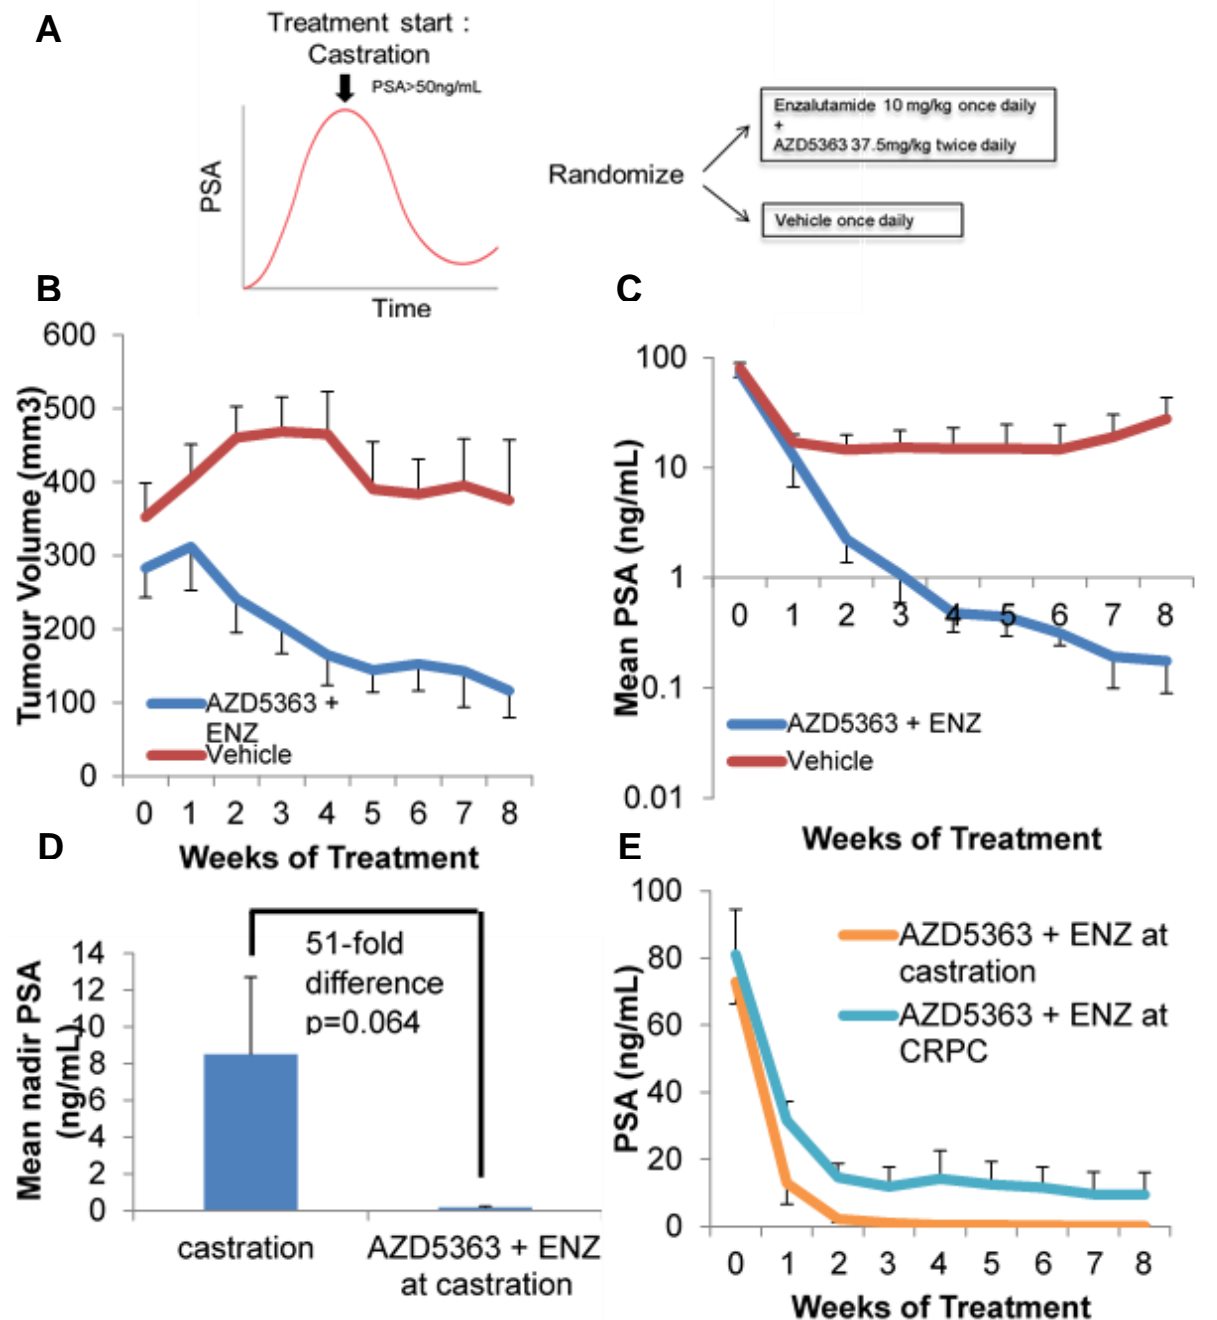 A
Treatment start :
Castration
PSA>50ng/mL
PSA
Time
Randomize
Enzalutamide 10 mg/kg once daily
+
AZD5363 37.5mg/kg twice daily
Vehicle once daily
B
600
500
400
300
200
100
0
Tumour Volume (mm3)
AZD5363 +
ENZ
Vehicle
0 1 2 3 4 5 6 7 8
Weeks of Treatment
C
100
10
1
0.1
0.01
Mean PSA (ng/mL)
0 1 2 3 4 5 6 7 8
AZD5363 + ENZ
Vehicle
Weeks of Treatment
D
14
12
10
8
6
4
2
0
Mean nadir PSA
(ng/mL)
51-fold
difference
p=0.064
castration
AZD5363 + ENZ
at castration
E
100
80
60
40
20
0
PSA (ng/mL)
AZD5363 + ENZ at
castration
AZD5363 + ENZ at
CRPC
0 1 2 3 4 5 6 7 8
Weeks of Treatment